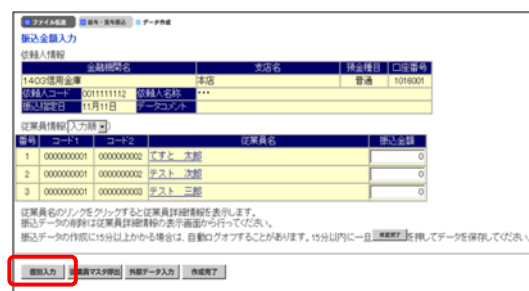 ファイル伝送 給与・賞与振込 データ作成
振込金額入力
依頼人情報
金融機関名 支店名 預金種目 口座番号
1403信用金庫 本店 普通 1016001
依頼人コード 0011111112 依頼人名称 ***
振込指定日 11月11日 データコメント
従業員情報(入力順)
番号 コード1 コード2 従業員名 振込金額
1 0000000001 0000000002 てすと 太郎 0
2 0000000001 0000000002 テスト 次郎 0
3 0000000001 0000000003 テスト 三郎 0
従業員名のリンクをクリックすると従業員詳細情報を表示します。
振込データの削除は従業員詳細情報の表示画面から行ってください。
振込データの作成に15分以上かかる場合は、自動ログオフすることがあります。15分以内に一旦 作成完了 を押してデータを保存してください。
個別入力 従業員マスタ呼出 外部データ入力 作成完了